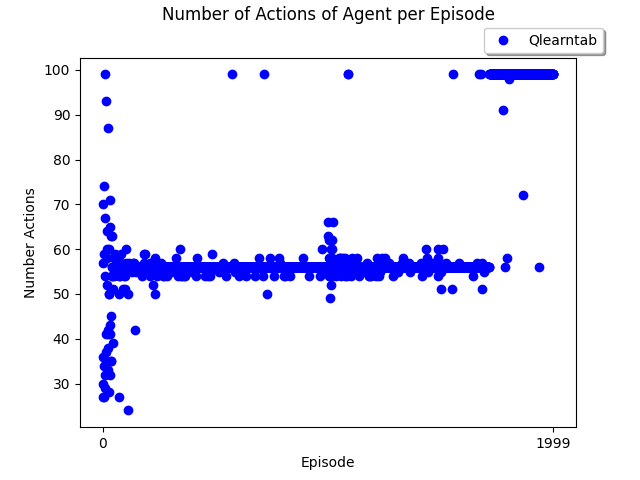 Number of Actions of Agent per Episode
Qlearntab
100
90
80
70
60
50
40
30
Number Actions
0
1999
Episode